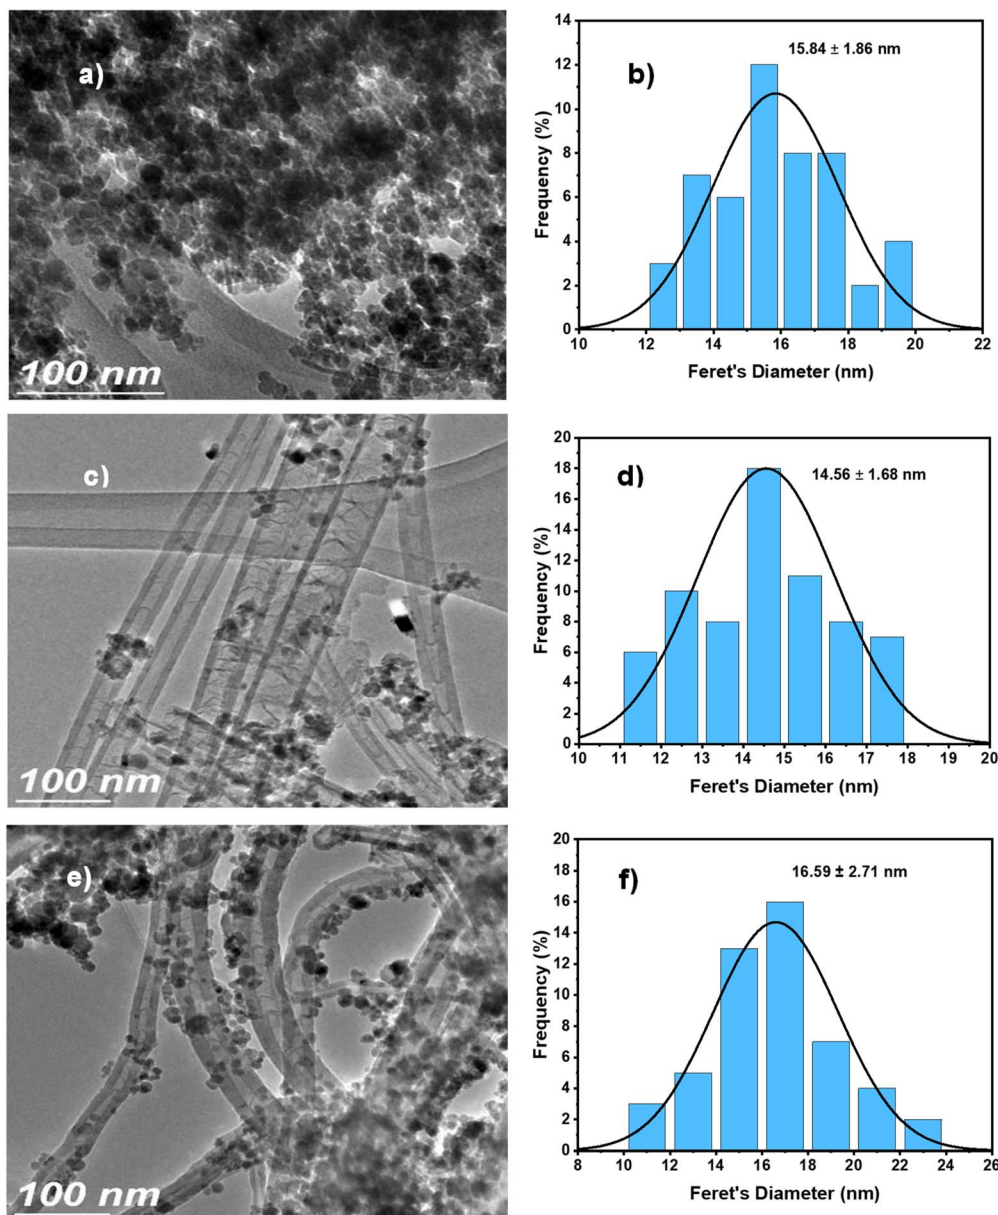 a)
100 nm
b)
15.84 ± 1.86 nm
Frequency (%)
0
2
4
6
8
10
12
14
10 12 14 16 18 20 22
Feret's Diameter (nm)
c)
100 nm
d)
14.56 ± 1.68 nm
Frequency (%)
0
2
4
6
8
10
12
14
16
18
20
10 11 12 13 14 15 16 17 18 19 20
Feret's Diameter (nm)
e)
100 nm
f)
16.59 ± 2.71 nm
Frequency (%)
0
2
4
6
8
10
12
14
16
18
20
8 10 12 14 16 18 20 22 24 26
Feret's Diameter (nm)